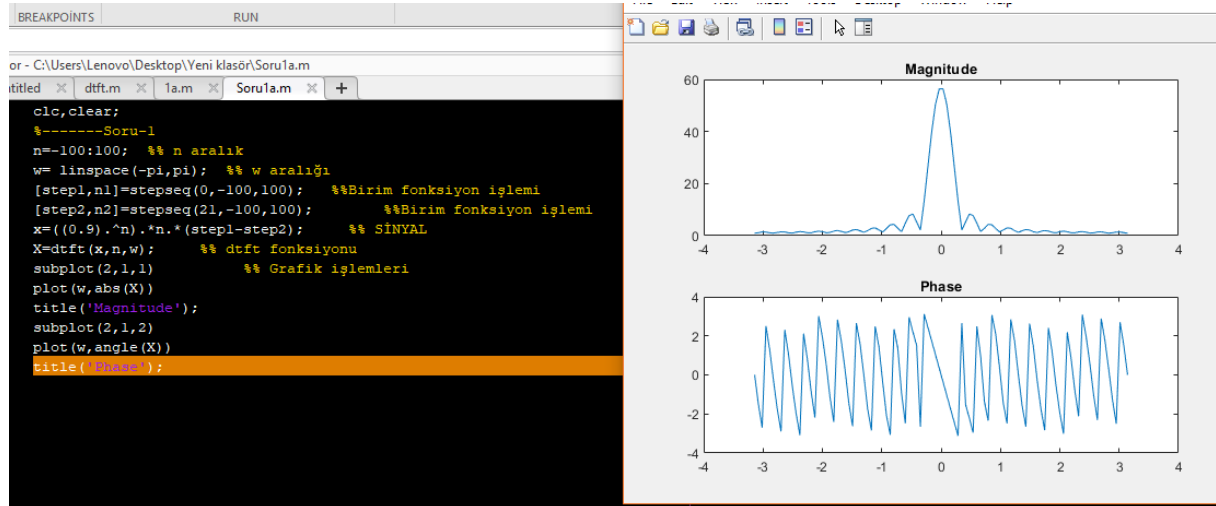 BREAKPOİNTS
RUN
or - C:\Users\Lenovo\Desktop\Yeni klasör\Soru1a.m
titled
dtft.m
1a.m
Soru1a.m
clc,clear;
%-------Soru-1
n=-100:100; %% n aralık
w= linspace(-pi,pi); %% w aralığı
[step1,n1]=stepseq(0,-100,100); %%Birim fonksiyon işlemi
[step2,n2]=stepseq(21,-100,100); %%Birim fonksiyon işlemi
x=((0.9).^n).*n.*(step1-step2); %% SİNYAL
X=dtft(x,n,w); %% dtft fonksiyonu
subplot(2,1,1) %% Grafik işlemleri
plot(w,abs(X))
title('Magnitude');
subplot(2,1,2)
plot(w,angle(X))
title('Phase');
Magnitude
60
40
20
0
-4 -3 -2 -1 0 1 2 3 4
Phase
4
2
0
-2
-4
-4 -3 -2 -1 0 1 2 3 4